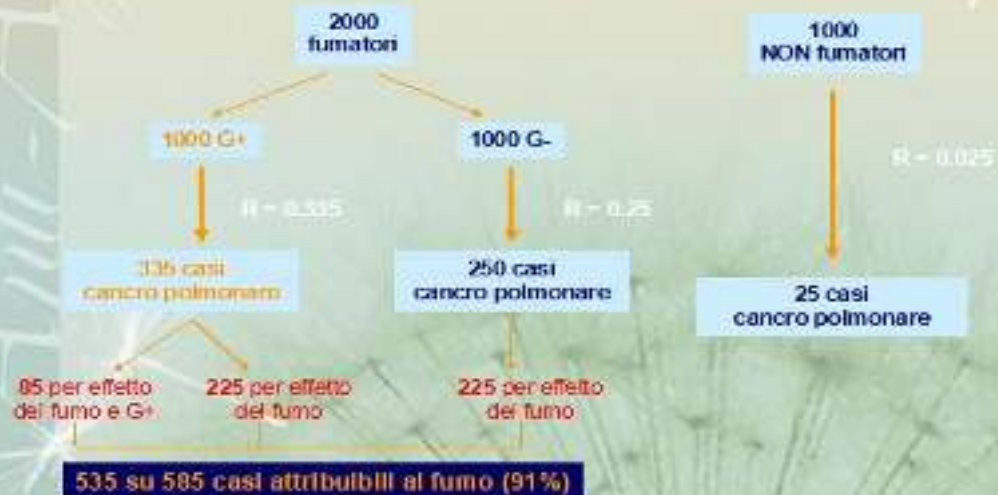 2000
fumatori
1000
NON fumatori
1000 G+
1000 G-
R = 0.025
R = 0.335
R = 0.25
335 casi
cancro polmonare
250 casi
cancro polmonare
25 casi
cancro polmonare
85 per effetto
del fumo e G+
225 per effetto
del fumo
225 per effetto
del fumo
535 su 585 casi attribuibili al fumo (91%)